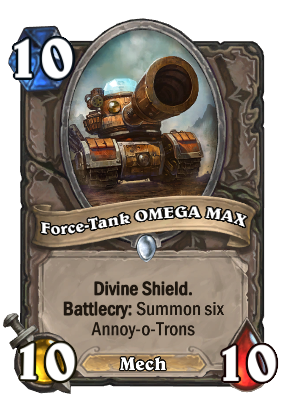 10
Force-Tank OMEGA MAX
Divine Shield.
Battlecry: Summon six
Annoy-o-Trons
Mech
10
10